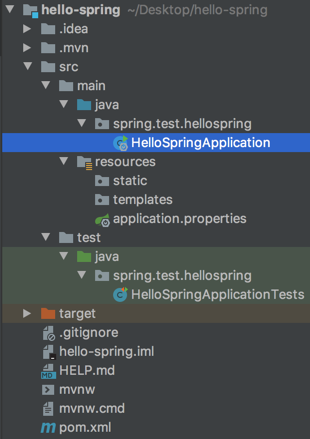 hello-spring ~/Desktop/hello-spring
.idea
.mvn
src
main
java
spring.test.hellospring
HelloSpringApplication
resources
static
templates
application.properties
test
java
spring.test.hellospring
HelloSpringApplicationTests
target
.gitignore
hello-spring.iml
MD HELP.md
mvnw
mvnw.cmd
m pom.xml